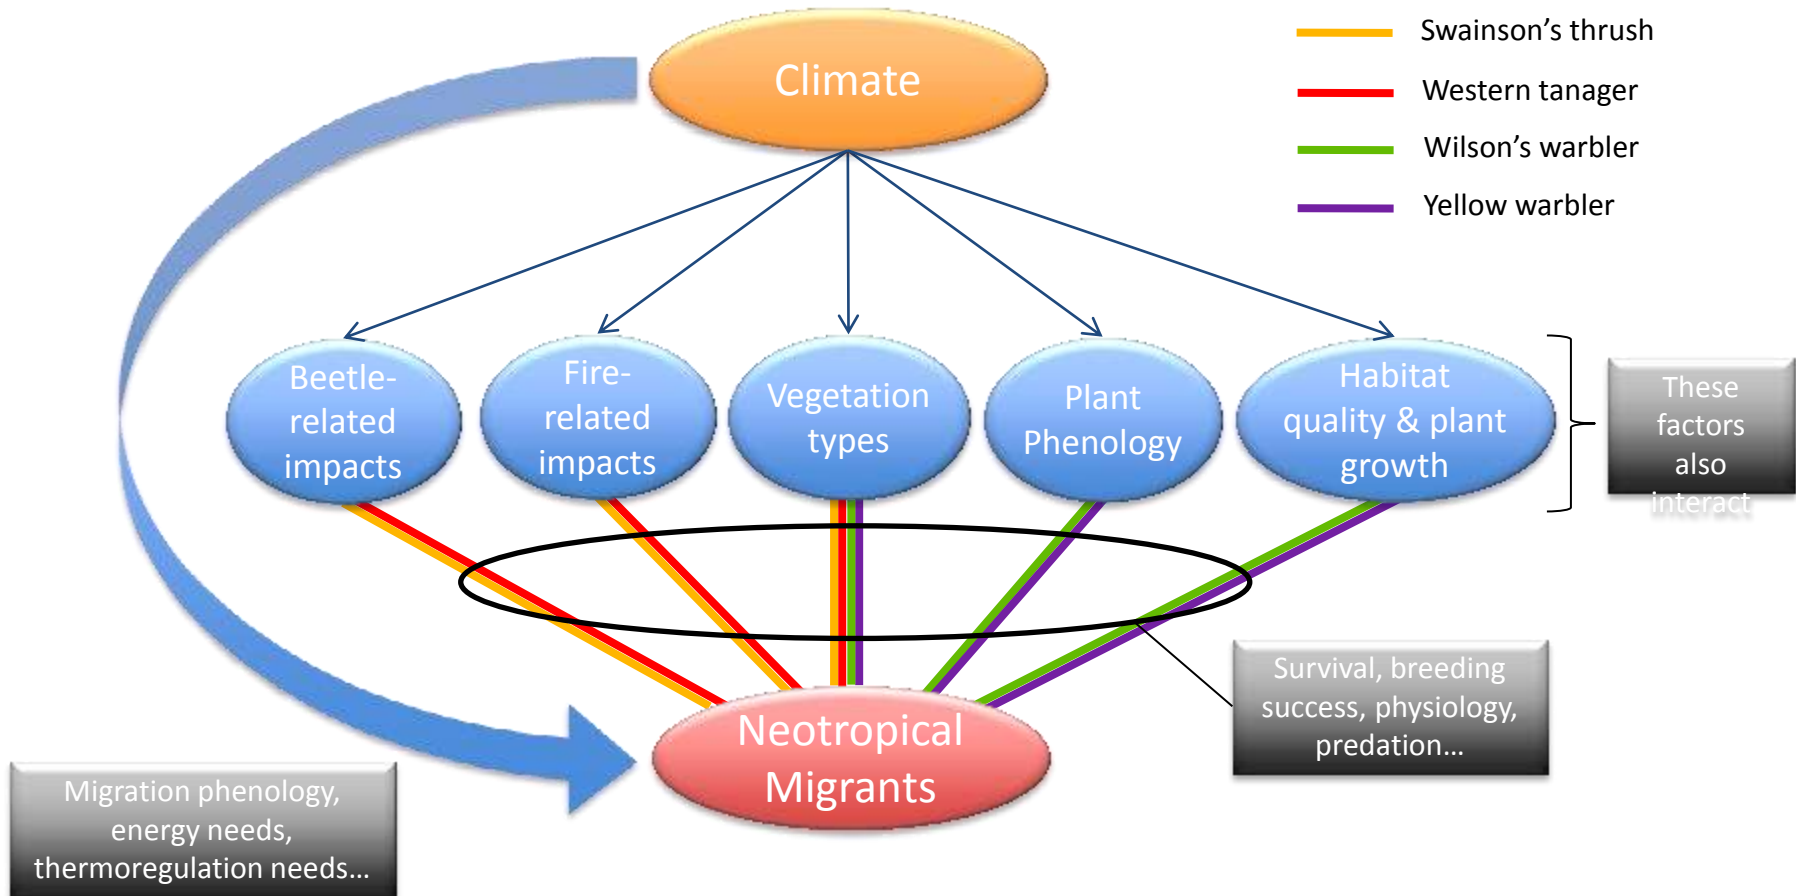 Climate
Swainson's thrush
Western tanager
Wilson's warbler
Yellow warbler
Beetle-
related
impacts
Fire-
related
impacts
Vegetation
types
Plant
Phenology
Habitat
quality & plant
growth
These
factors
also
interact
Survival, breeding
success, physiology,
predation…
Neotropical
Migrants
Migration phenology,
energy needs,
thermoregulation needs…